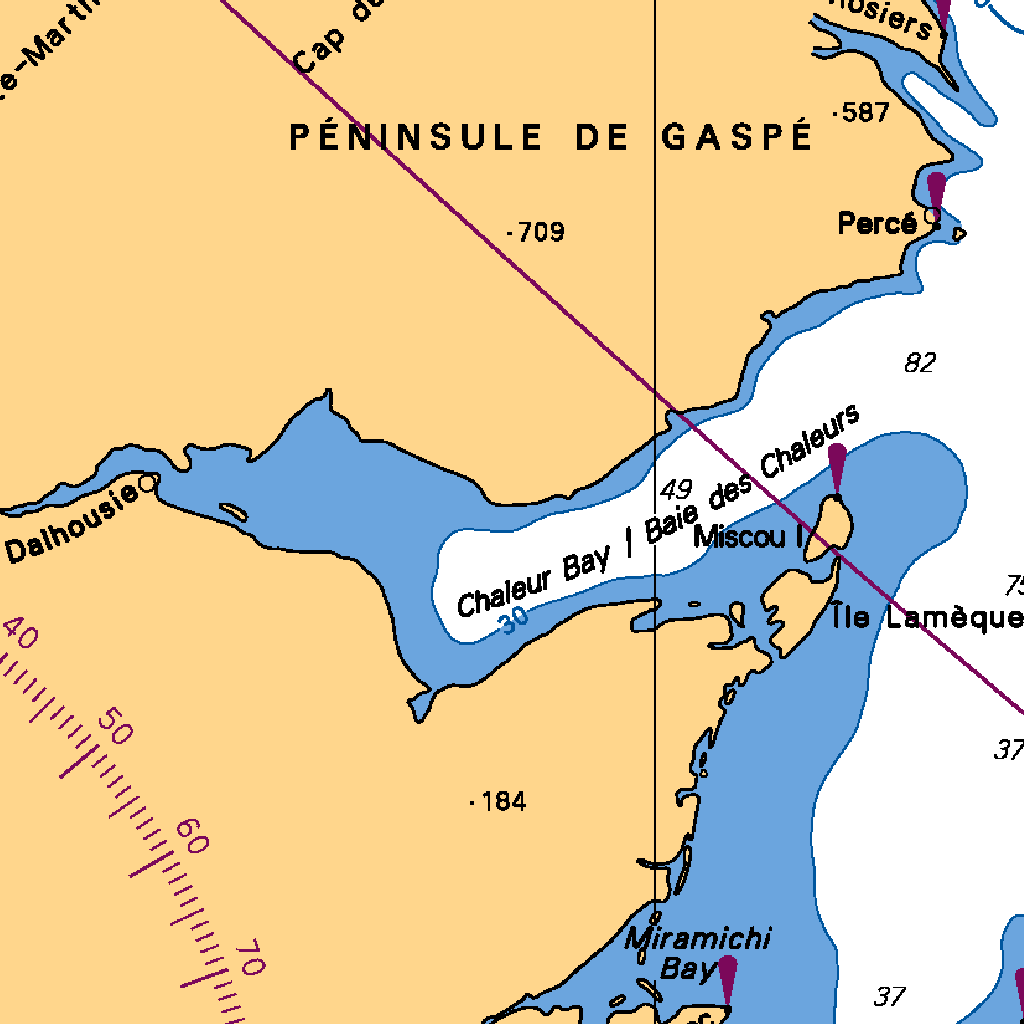 Cap
PÉNINSULE DE GASPÉ
587
Percé
709
82
49
Chaleur Bay / Baie des Chaleurs
Miscou I
Dalhousie
30
Île Lamèque
75
40
50
37
184
60
70
Miramichi
Bay
37